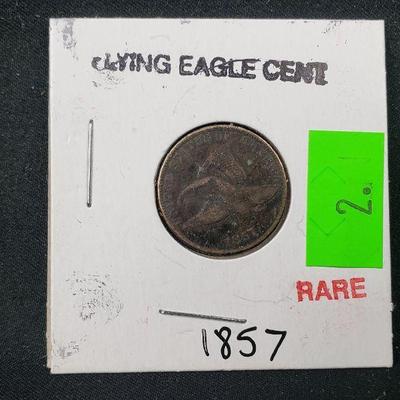 FLYING EAGLE CENT
2.
RARE
1857